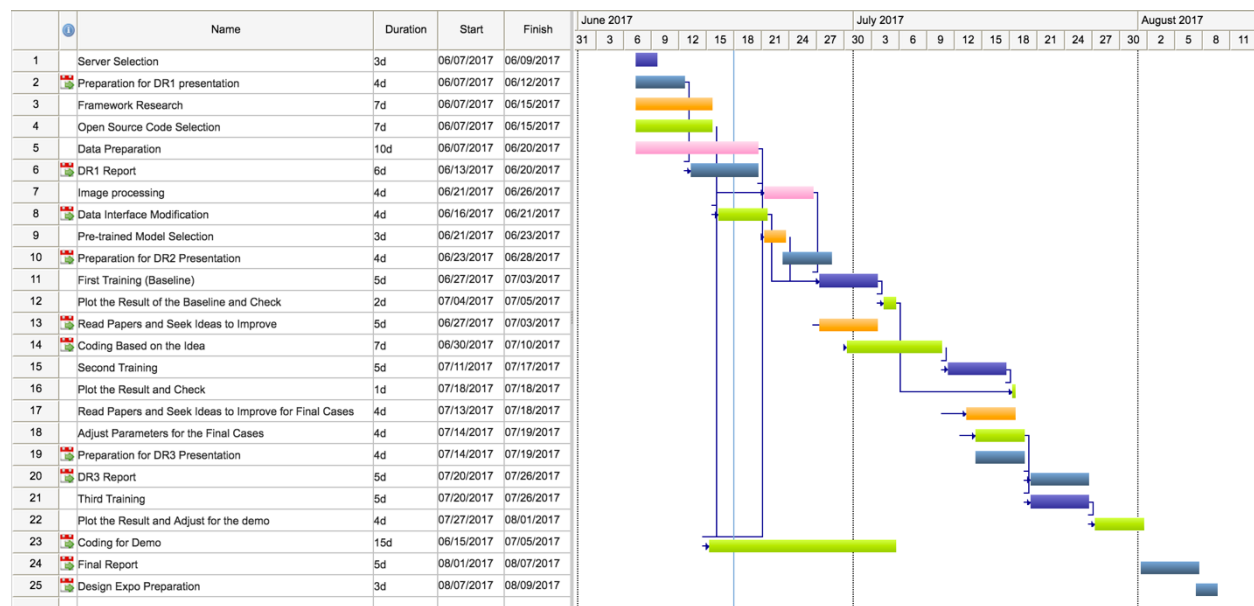 Name Duration Start Finish June 2017 July 2017 August 2017
31 3 6 9 12 15 18 21 24 27 30 3 6 9 12 15 18 21 24 27 30 2 5 8 11
1 Server Selection 3d 06/07/2017 06/09/2017
2 Preparation for DR1 presentation 4d 06/07/2017 06/12/2017
3 Framework Research 7d 06/07/2017 06/15/2017
4 Open Source Code Selection 7d 06/07/2017 06/15/2017
5 Data Preparation 10d 06/07/2017 06/20/2017
6 DR1 Report 6d 06/13/2017 06/20/2017
7 Image processing 4d 06/21/2017 06/26/2017
8 Data Interface Modification 4d 06/16/2017 06/21/2017
9 Pre-trained Model Selection 3d 06/21/2017 06/23/2017
10 Preparation for DR2 Presentation 4d 06/23/2017 06/28/2017
11 First Training (Baseline) 5d 06/27/2017 07/03/2017
12 Plot the Result of the Baseline and Check 2d 07/04/2017 07/05/2017
13 Read Papers and Seek Ideas to Improve 5d 06/27/2017 07/03/2017
14 Coding Based on the Idea 7d 06/30/2017 07/10/2017
15 Second Training 5d 07/11/2017 07/17/2017
16 Plot the Result and Check 1d 07/18/2017 07/18/2017
17 Read Papers and Seek Ideas to Improve for Final Cases 4d 07/13/2017 07/18/2017
18 Adjust Parameters for the Final Cases 4d 07/14/2017 07/19/2017
19 Preparation for DR3 Presentation 4d 07/14/2017 07/19/2017
20 DR3 Report 5d 07/20/2017 07/26/2017
21 Third Training 5d 07/20/2017 07/26/2017
22 Plot the Result and Adjust for the demo 4d 07/27/2017 08/01/2017
23 Coding for Demo 15d 06/15/2017 07/05/2017
24 Final Report 5d 08/01/2017 08/07/2017
25 Design Expo Preparation 3d 08/07/2017 08/09/2017